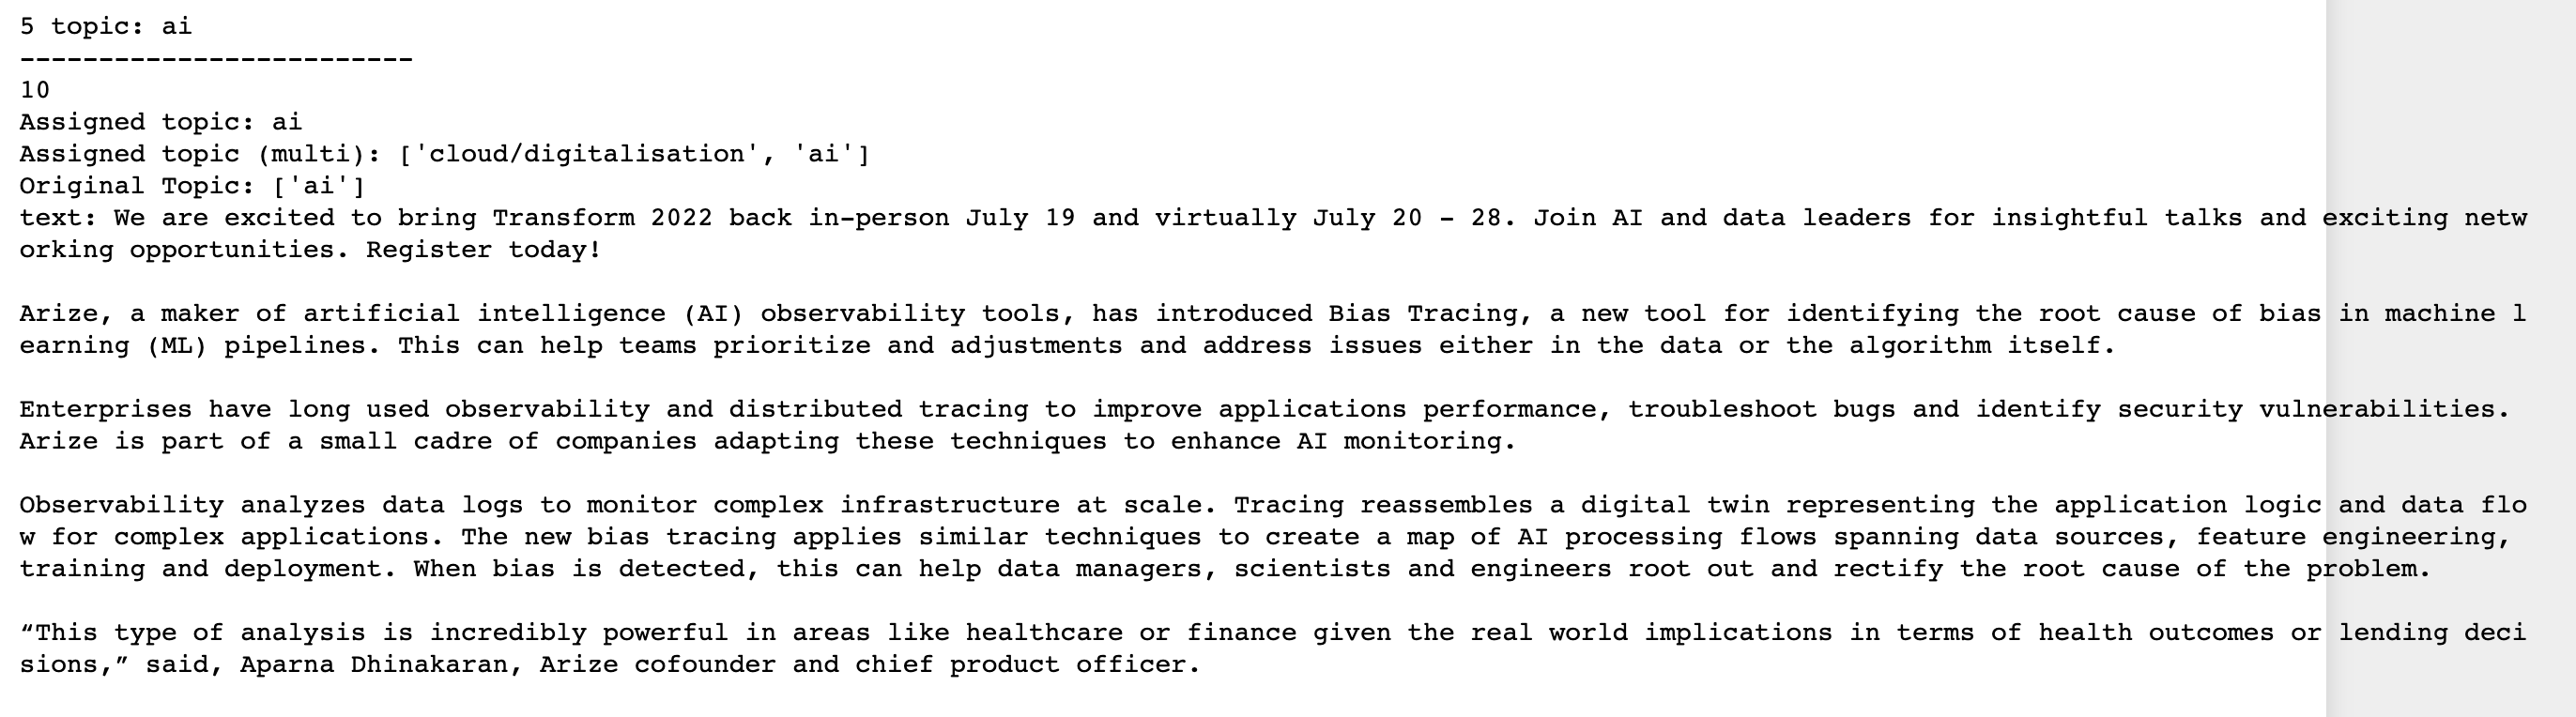 5 topic: ai
-------------------------
10
Assigned topic: ai
Assigned topic (multi): ['cloud/digitalisation', 'ai']
Original Topic: ['ai']
text: We are excited to bring Transform 2022 back in-person July 19 and virtually July 20 - 28. Join AI and data leaders for insightful talks and exciting netw
orking opportunities. Register today!
Arize, a maker of artificial intelligence (AI) observability tools, has introduced Bias Tracing, a new tool for identifying the root cause of bias in machine l
earning (ML) pipelines. This can help teams prioritize and adjustments and address issues either in the data or the algorithm itself.
Enterprises have long used observability and distributed tracing to improve applications performance, troubleshoot bugs and identify security vulnerabilities.
Arize is part of a small cadre of companies adapting these techniques to enhance AI monitoring.
Observability analyzes data logs to monitor complex infrastructure at scale. Tracing reassembles a digital twin representing the application logic and data flo
w for complex applications. The new bias tracing applies similar techniques to create a map of AI processing flows spanning data sources, feature engineering,
training and deployment. When bias is detected, this can help data managers, scientists and engineers root out and rectify the root cause of the problem.
“This type of analysis is incredibly powerful in areas like healthcare or finance given the real world implications in terms of health outcomes or lending deci
sions,” said, Aparna Dhinakaran, Arize cofounder and chief product officer.